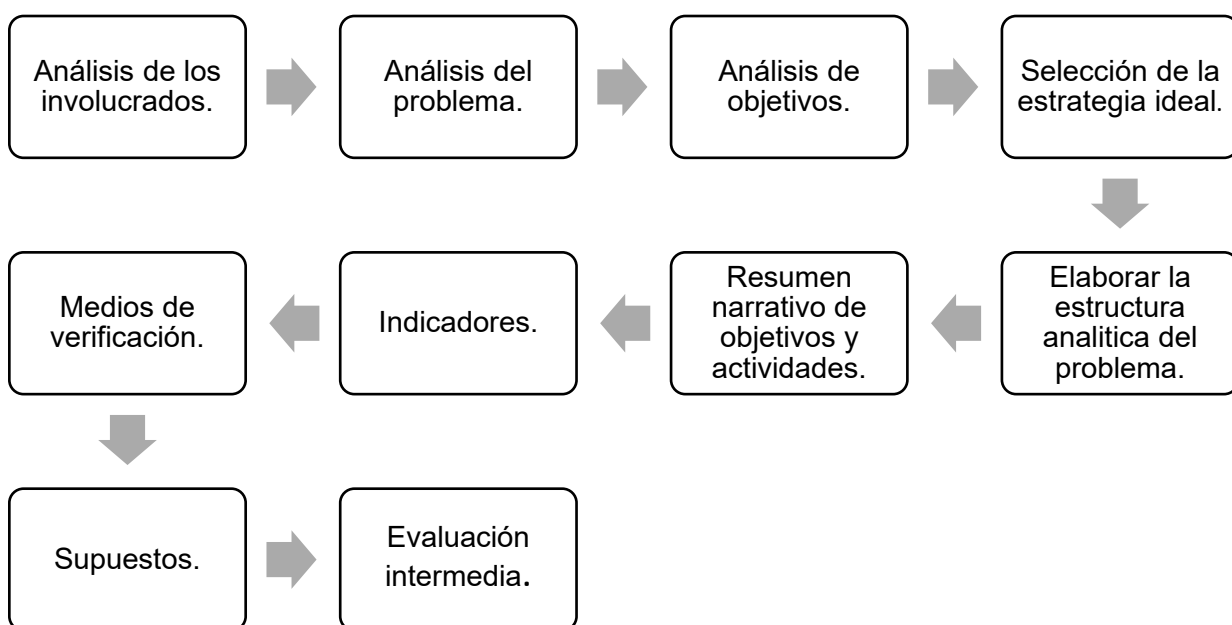 Análisis de los
involucrados.
Análisis del
problema.
Análisis de
objetivos.
Selección de la
estrategia ideal.
Elaborar la
estructura
analitica del
problema.
Resumen
narrativo de
objetivos y
actividades.
Indicadores.
Medios de
verificación.
Supuestos.
Evaluación
intermedia.